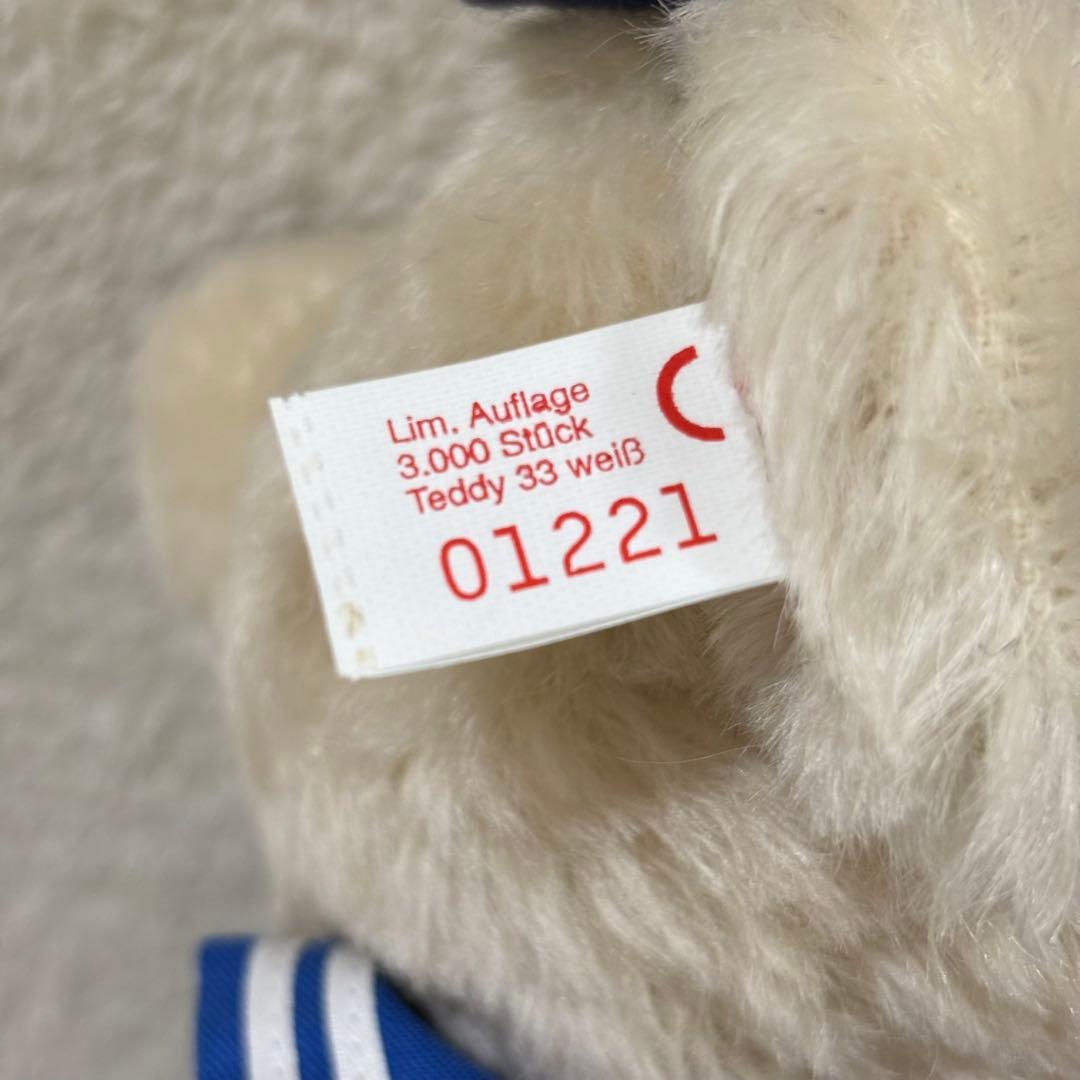 Lim. Auflage
3.000 Stück
Teddy 33 weiß
01221